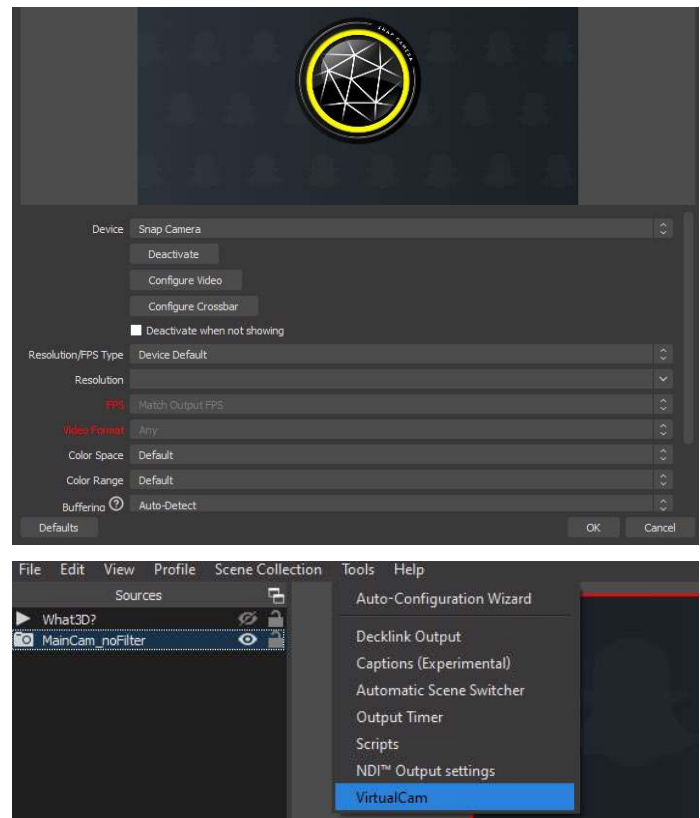 SNAP CAMERA
Device Snap Camera
Deactivate
Configure Video
Configure Crossbar
Deactivate when not showing
Resolution/FPS Type Device Default
Resolution
FPS Match Output FPS
Video Format Any
Color Space Default
Color Range Default
Buffering ? Auto-Detect
Defaults OK Cancel
File Edit View Profile Scene Collection Tools Help
Sources
What3D?
MainCam_noFilter
Auto-Configuration Wizard
Decklink Output
Captions (Experimental)
Automatic Scene Switcher
Output Timer
Scripts
NDI™ Output settings
VirtualCam